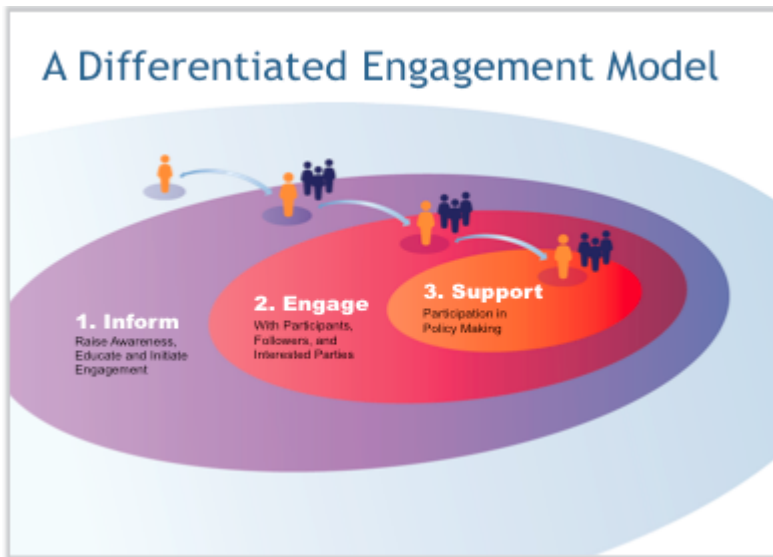 A Differentiated Engagement Model
1. Inform
Raise Awareness,
Educate and Initiate
Engagement
2. Engage
With Participants,
Followers, and
Interested Parties
3. Support
Participation in
Policy Making